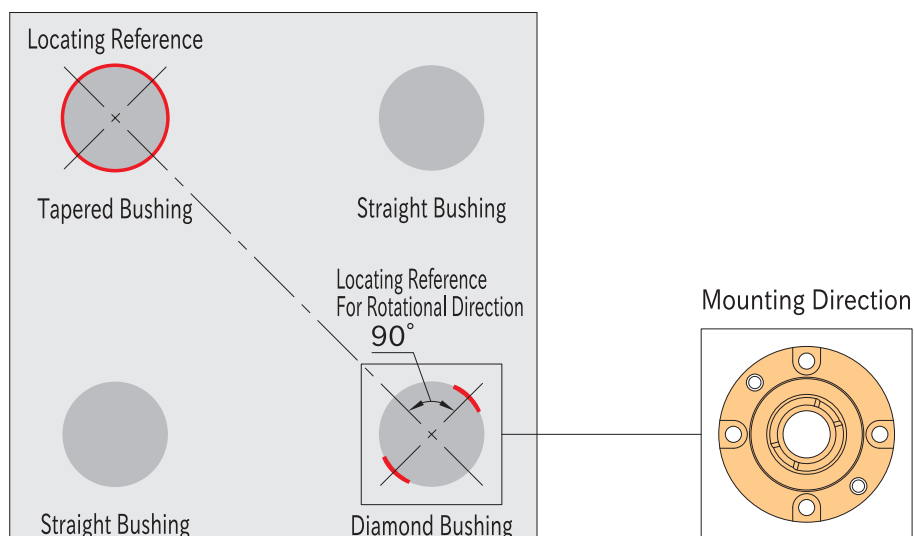 Locating Reference
Tapered Bushing
Straight Bushing
Locating Reference
For Rotational Direction
90°
Mounting Direction
Straight Bushing
Diamond Bushing